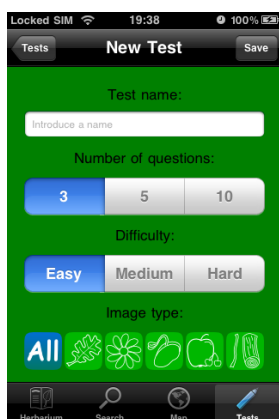 Locked SIM 19:38 100%
Tests New Test Save
Test name:
Introduce a name
Number of questions:
3 5 10
Difficulty:
Easy Medium Hard
Image type:
All
Herbarium Search Map Tests